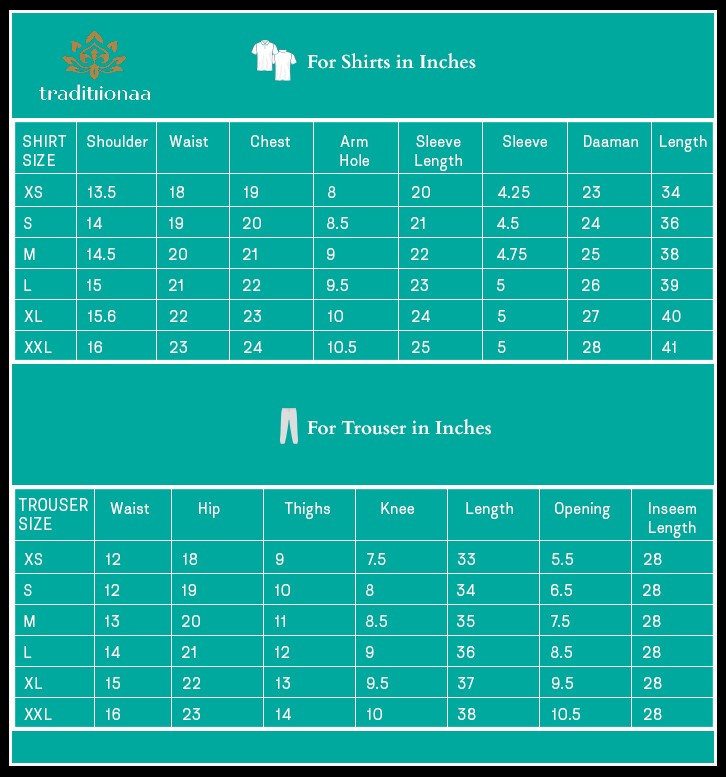 traditiionaa
For Shirts in Inches
SHIRT SIZE Shoulder Waist Chest Arm Hole Sleeve Length Sleeve Daaman Length
XS 13.5 18 19 8 20 4.25 23 34
S 14 19 20 8.5 21 4.5 24 36
M 14.5 20 21 9 22 4.75 25 38
L 15 21 22 9.5 23 5 26 39
XL 15.6 22 23 10 24 5 27 40
XXL 16 23 24 10.5 25 5 28 41
For Trouser in Inches
TROUSER SIZE Waist Hip Thighs Knee Length Opening Inseem Length
XS 12 18 9 7.5 33 5.5 28
S 12 19 10 8 34 6.5 28
M 13 20 11 8.5 35 7.5 28
L 14 21 12 9 36 8.5 28
XL 15 22 13 9.5 37 9.5 28
XXL 16 23 14 10 38 10.5 28